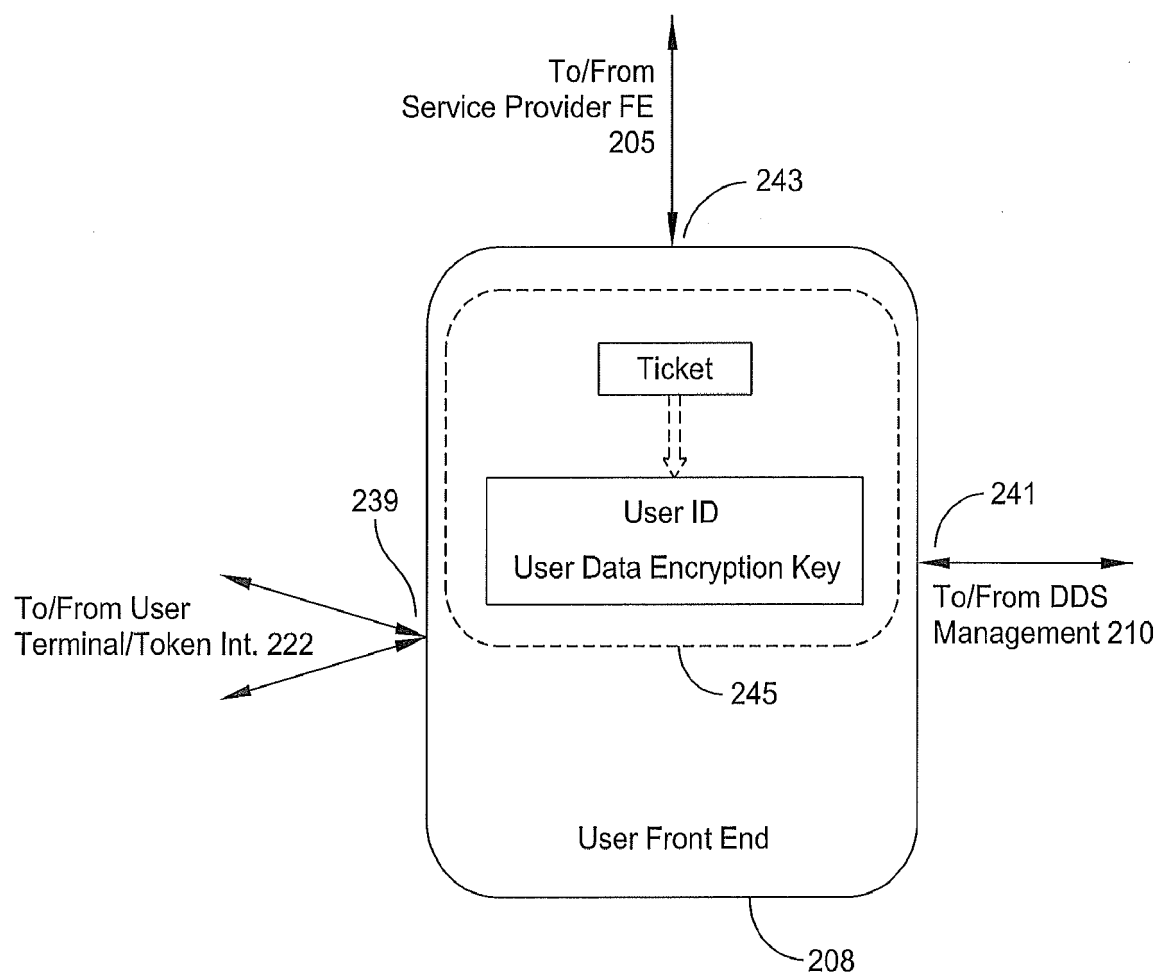 To/From
Service Provider FE
205
243
Ticket
User ID
User Data Encryption Key
239
241
To/From User
Terminal/Token Int. 222
To/From DDS
Management 210
245
User Front End
208